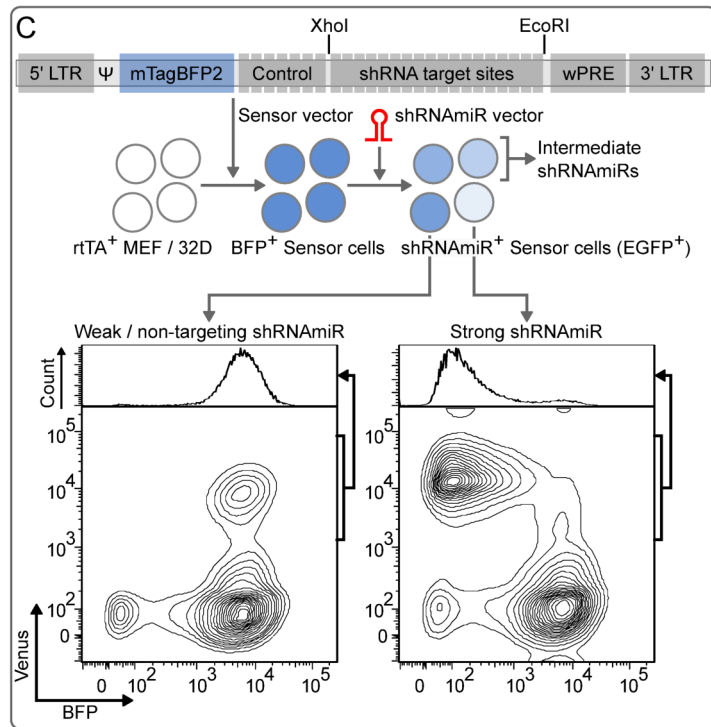 C
XhoI EcoRI
5' LTR Ψ mTagBFP2 Control shRNA target sites wPRE 3' LTR
Sensor vector shRNAmiR vector
Intermediate
shRNAmiRs
rtTA⁺ MEF / 32D BFP⁺ Sensor cells shRNAmiR⁺ Sensor cells (EGFP⁺)
Weak / non-targeting shRNAmiR Strong shRNAmiR
Count
10⁵ 10⁵
10⁴ 10⁴
10³ 10³
10² 10²
0 0
Venus
0 10² 10³ 10⁴ 10⁵ 0 10² 10³ 10⁴ 10⁵
BFP